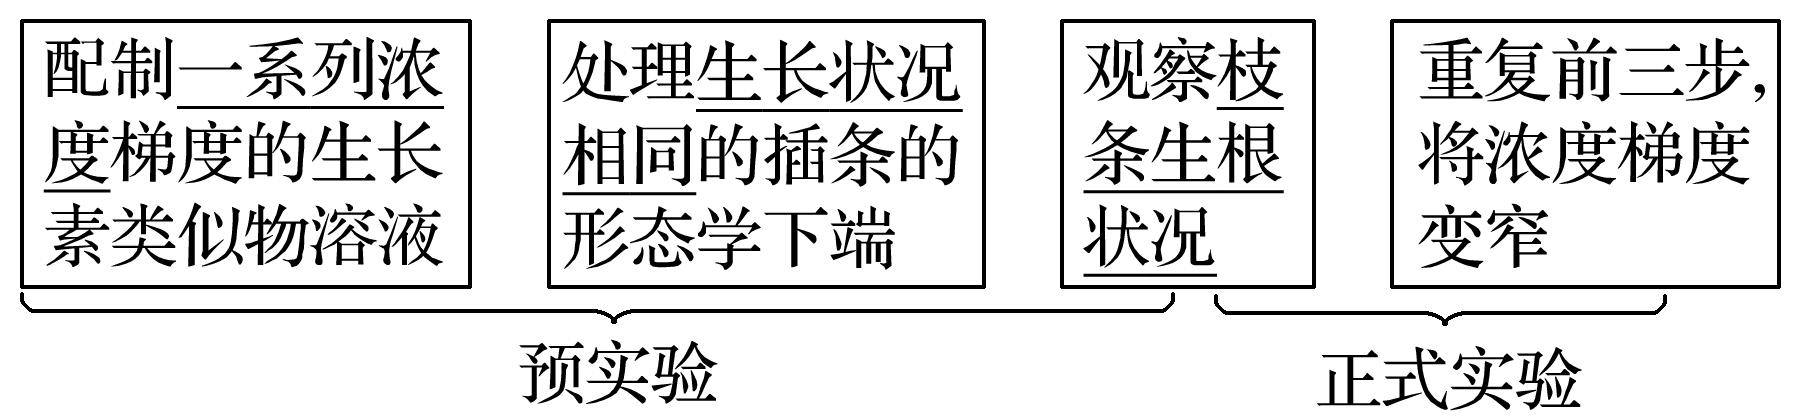 配制一系列浓
度梯度的生长
素类似物溶液
处理生长状况
相同的插条的
形态学下端
观察枝
条生根
状况
重复前三步,
将浓度梯度
变窄
预实验
正式实验